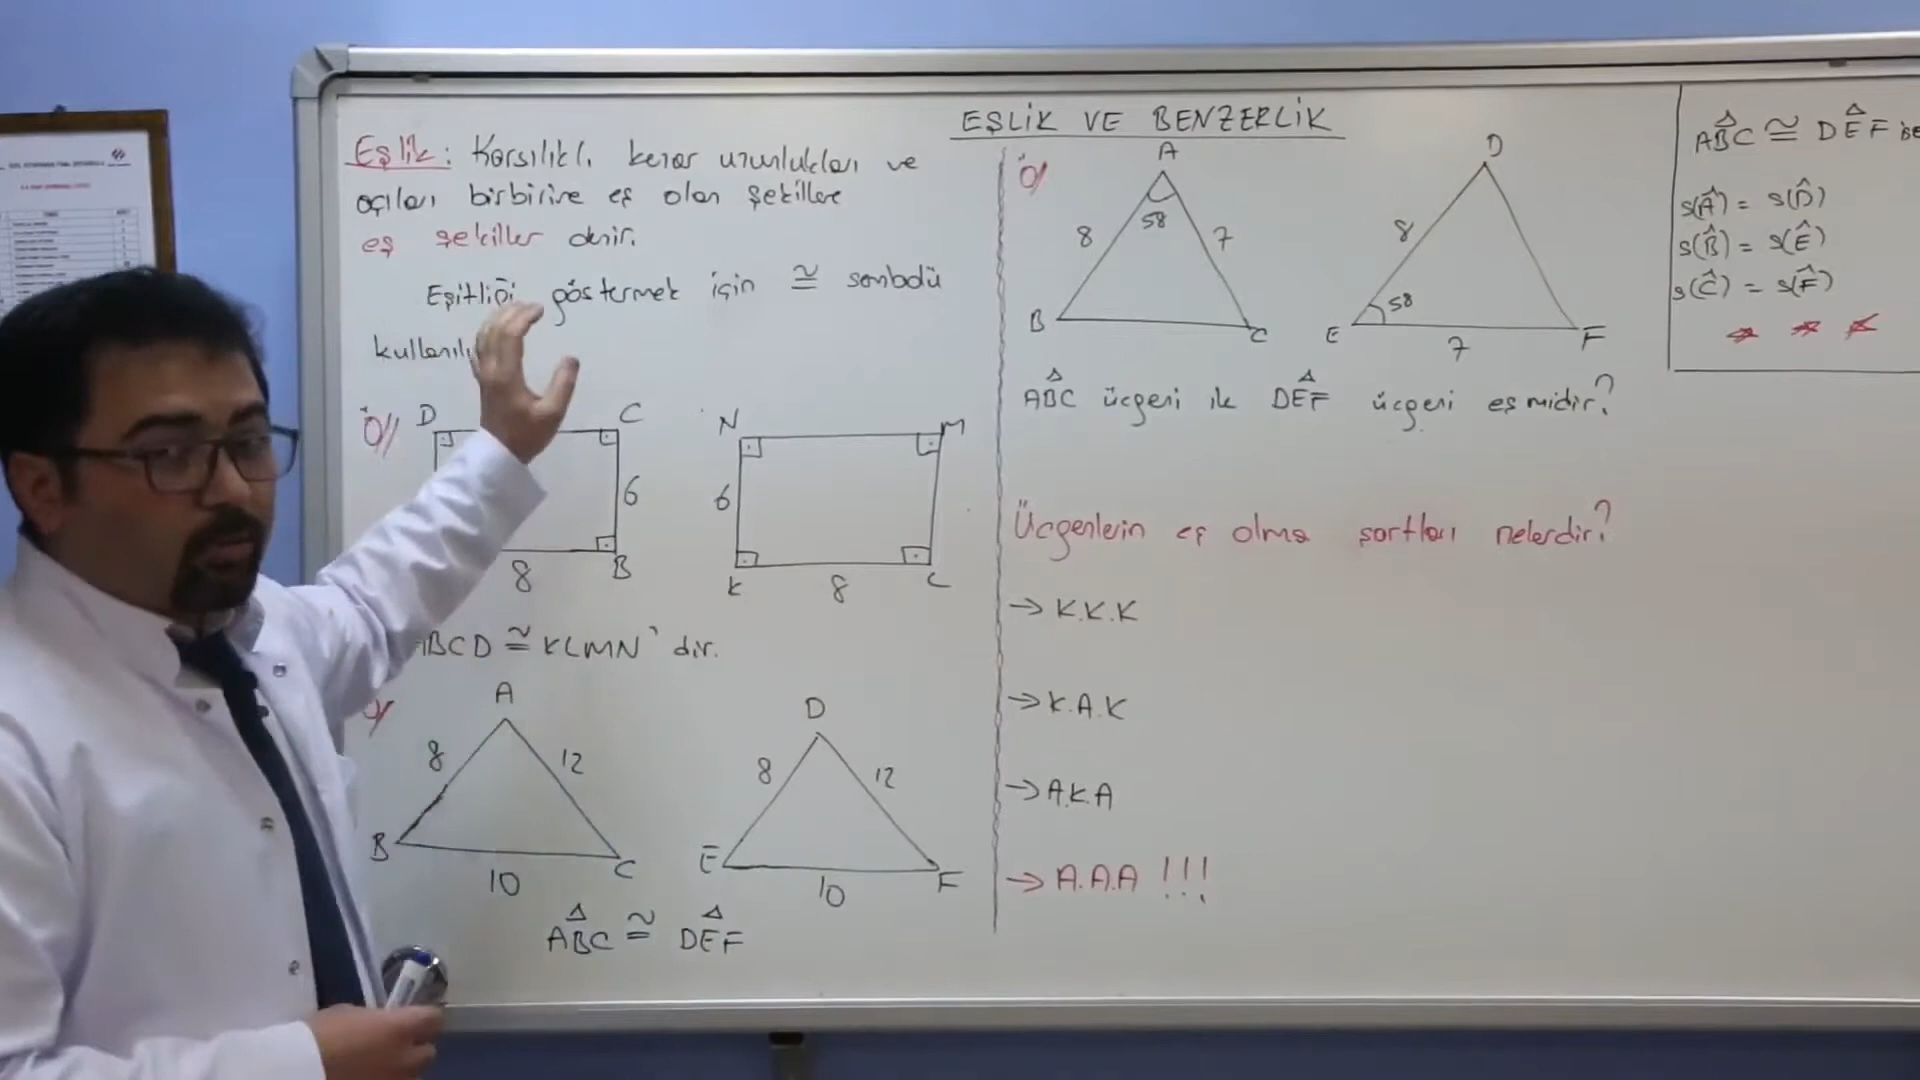 EŞLİK VE BENZERLİK
Eşlik: Karşılıklı kenar uzunlukları ve
açıları birbirine eş olan şekillere
eş şekiller denir.
Eşitliği göstermek için ≅ sembolü
kullanılı
Ö//
D
C
6
8
B
N
M
6
K
8
L
ABCD ≅ KLMN' dir.
A
8
12
B
10
C
D
8
12
E
10
F
ABC ≅ DEF
Ö/
A
58
8
7
B
C
D
8
58
E
7
F
ABC üçgeni ile DEF üçgeni eşmidir?
Üçgenlerin eş olma şartları nelerdir?
→ K.K.K
→ K.A.K
→ A.K.A
→ A.A.A !!!
ABC ≅ DEF ise
s(Â) = s(D̂)
s(B̂) = s(Ê)
s(Ĉ) = s(F̂)